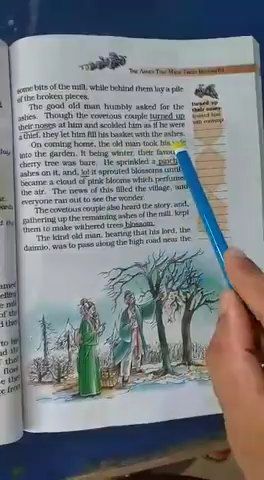 THE ASHES THAT MADE TREES BLOOM/17
some bits of the mill, while behind them lay a pile
of the broken pieces.
The good old man humbly asked for the
ashes. Though the covetous couple turned up
their noses at him and scolded him as if he were
a thief, they let him fill his basket with the ashes.
On coming home, the old man took his
into the garden. It being winter, their
cherry tree was bare. He sprinkled a pinch
ashes on it, and, lo! it sprouted blossoms until
became a cloud of pink blooms which perfumed
the air. The news of this filled the village, and
everyone ran out to see the wonder.
The covetous couple also heard the story, and,
gathering up the remaining ashes of the mill, kept
them to make withered trees blossom.
The kind old man, hearing that his lord, the
daimio, was to pass along the high road near the
turned up
their noses:
treated him
with contempt